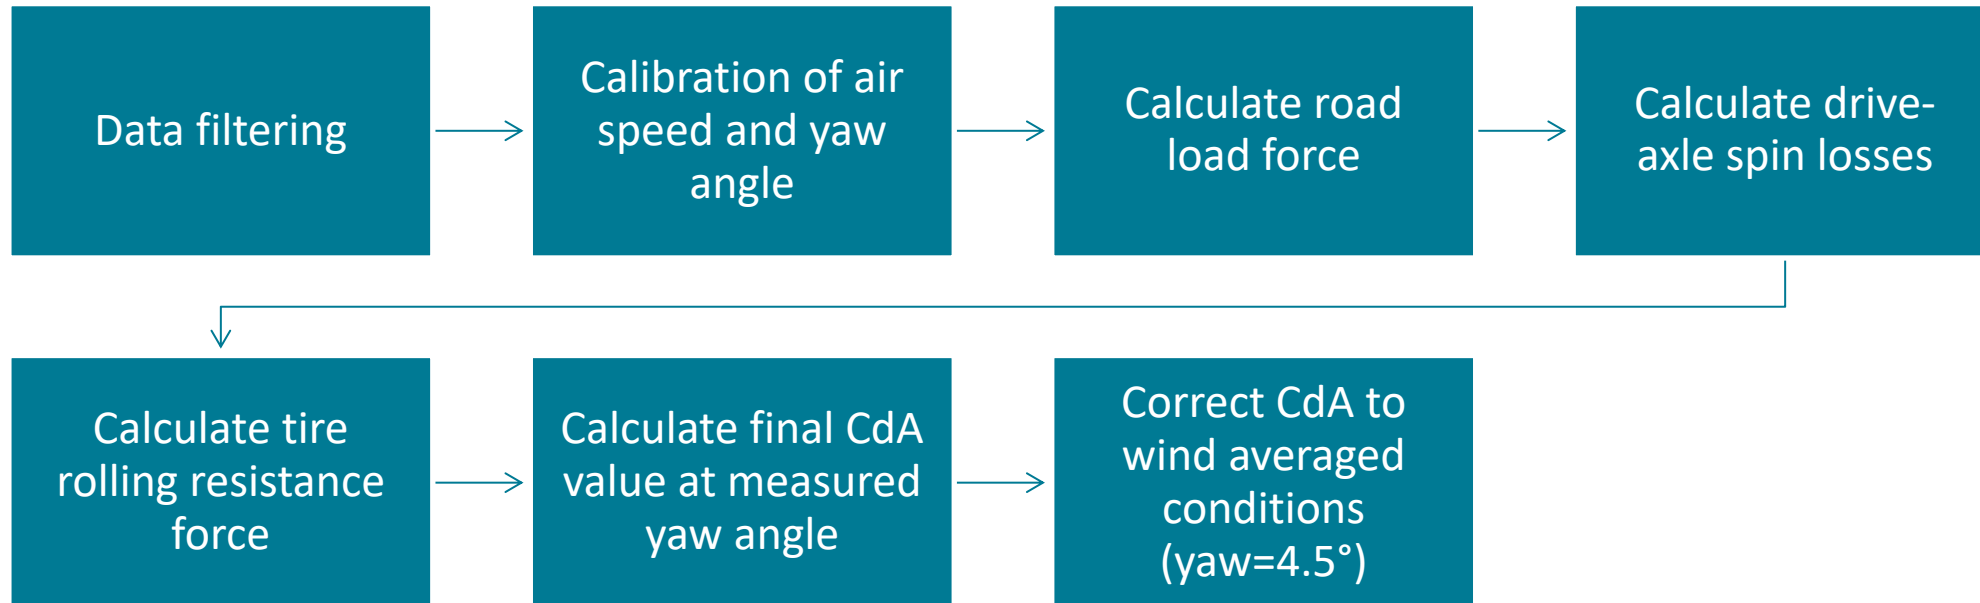 Data filtering
Calibration of air
speed and yaw
angle
Calculate road
load force
Calculate drive-
axle spin losses
Calculate tire
rolling resistance
force
Calculate final CdA
value at measured
yaw angle
Correct CdA to
wind averaged
conditions
(yaw=4.5°)